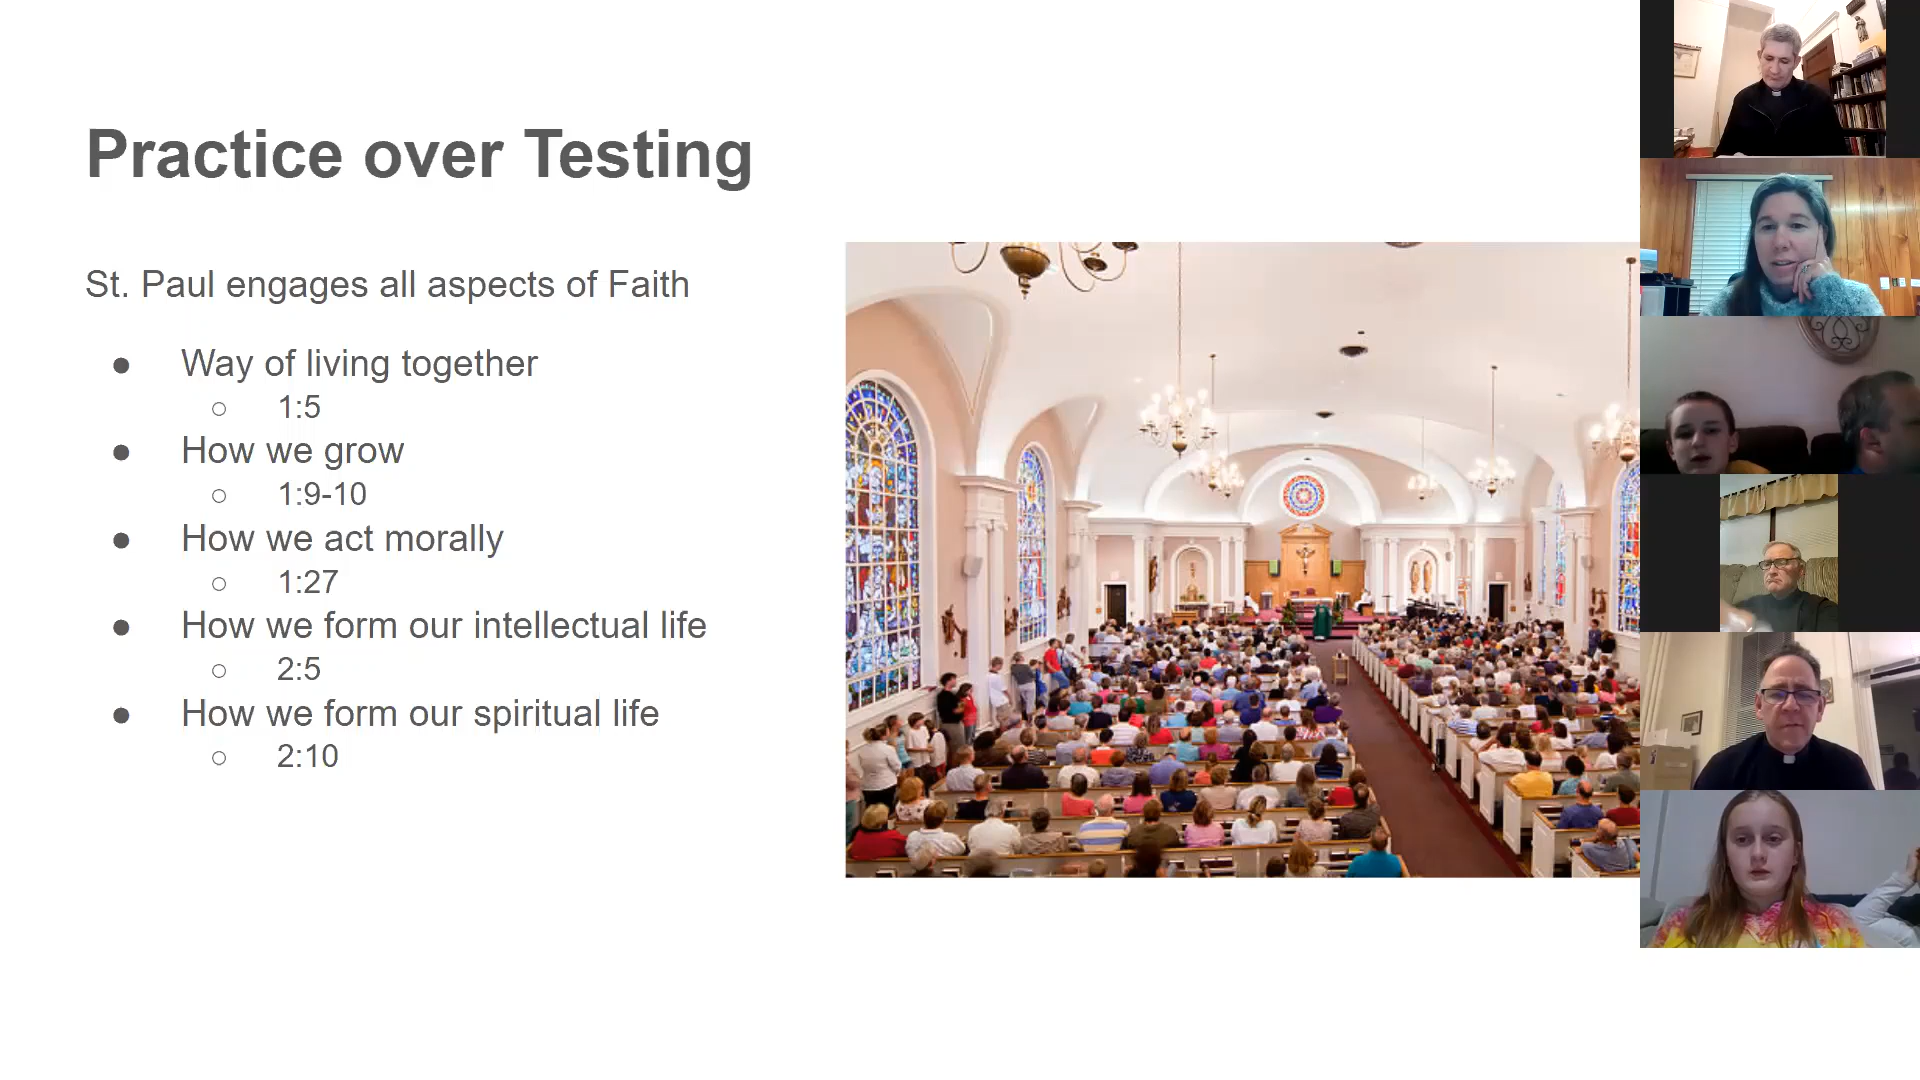 Practice over Testing
St. Paul engages all aspects of Faith
● Way of living together
○ 1:5
● How we grow
○ 1:9-10
● How we act morally
○ 1:27
● How we form our intellectual life
○ 2:5
● How we form our spiritual life
○ 2:10